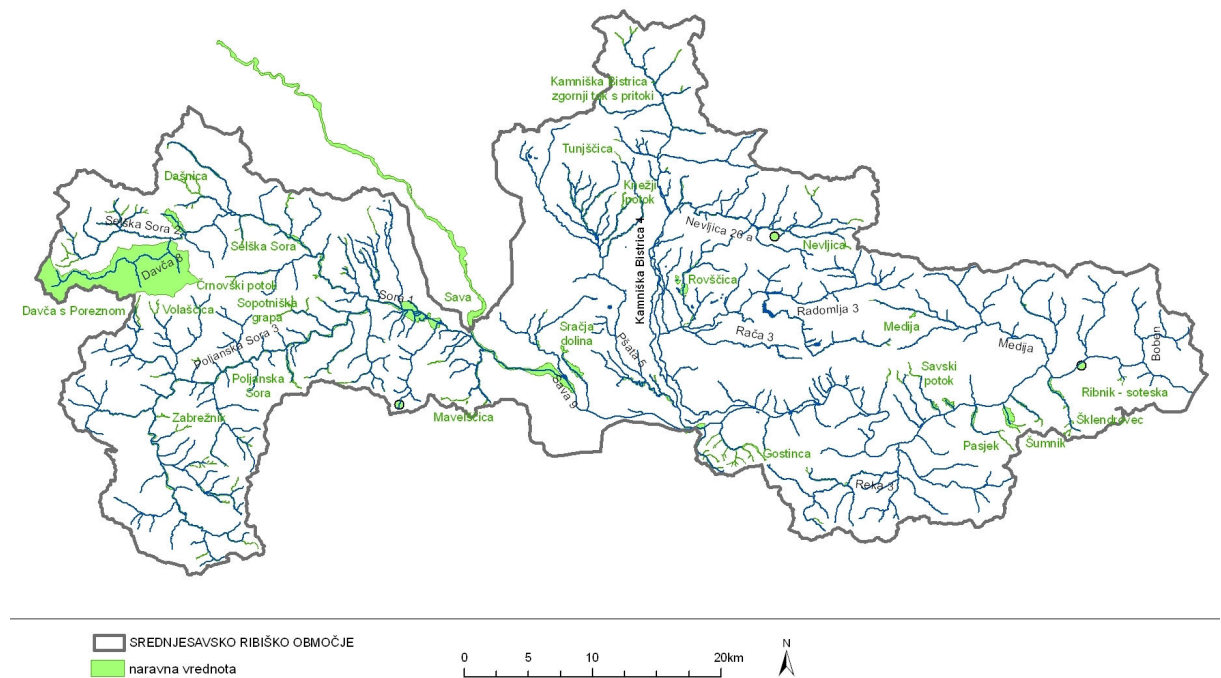 Kamniška Bistrica -
zgornji tok s pritoki
Tunjščica
Dašnica
Knežji
potok
Selška Sora 2
Kamniška Bistrica 4
Nevljica 26 a
Nevljica
Selška Sora
Davča 8
Črnovški potok
Rovščica
Davča s Poreznom
Volaščica
Sopotniška
grapa
Sora 1
Sava
Radomlja 3
Sračja
dolina
Rača 3
Medija
Medija
Boben
Poljanska Sora 3
Pšata 5
Poljanska
Sora
Sava 9
Savski
potok
Ribnik - soteska
Zabrežnik
Mavelščica
Šklendrovec
Pasjek
Šumnik
Gostinca
Reka 3
SREDNJESAVSKO RIBIŠKO OBMOČJE
naravna vrednota
0 5 10 20km
N